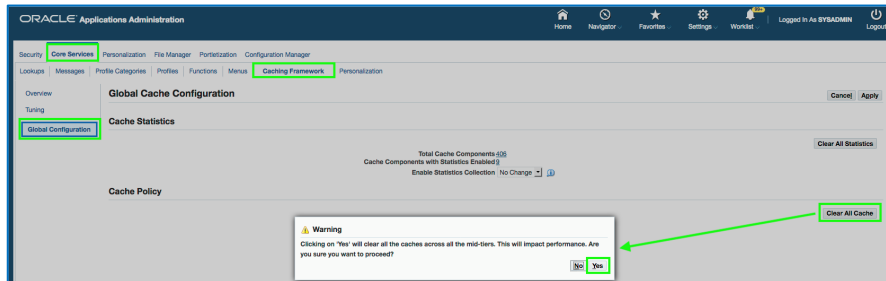 ORACLE Applications Administration
Home Navigator Favorites Settings Worklist 99+ Logged In As SYSADMIN Logout
Security Core Services Personalization File Manager Portletization Configuration Manager
Lookups Messages Profile Categories Profiles Functions Menus Caching Framework Personalization
Overview
Tuning
Global Configuration
Global Cache Configuration
Cancel Apply
Cache Statistics
Clear All Statistics
Total Cache Components 406
Cache Components with Statistics Enabled 9
Enable Statistics Collection No Change
Cache Policy
Clear All Cache
Warning
Clicking on 'Yes' will clear all the caches across all the mid-tiers. This will impact performance. Are
you sure you want to proceed?
No Yes